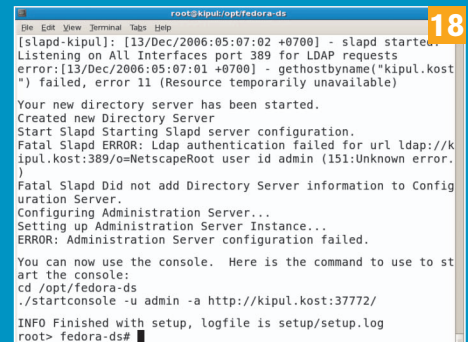 root@kipul:/opt/fedora-ds
18
File Edit View Terminal Tabs Help
[slapd-kipul]: [13/Dec/2006:05:07:02 +0700] - slapd started.
Listening on All Interfaces port 389 for LDAP requests
error:[13/Dec/2006:05:07:01 +0700] - gethostbyname("kipul.kost
") failed, error 11 (Resource temporarily unavailable)
Your new directory server has been started.
Created new Directory Server
Start Slapd Starting Slapd server configuration.
Fatal Slapd ERROR: Ldap authentication failed for url ldap://k
ipul.kost:389/o=NetscapeRoot user id admin (151:Unknown error.
)
Fatal Slapd Did not add Directory Server information to Config
uration Server.
Configuring Administration Server...
Setting up Administration Server Instance...
ERROR: Administration Server configuration failed.
You can now use the console.  Here is the command to use to st
art the console:
cd /opt/fedora-ds
./startconsole -u admin -a http://kipul.kost:37772/
INFO Finished with setup, logfile is setup/setup.log
root> fedora-ds#